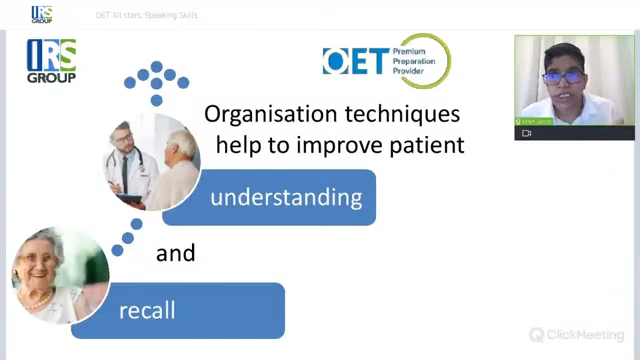 IRS
GROUP
OET All stars. Speaking Skills.
IRS
GROUP
OET
Premium
Preparation
Provider
Organisation techniques
help to improve patient
understanding
and
recall
ClickMeeting